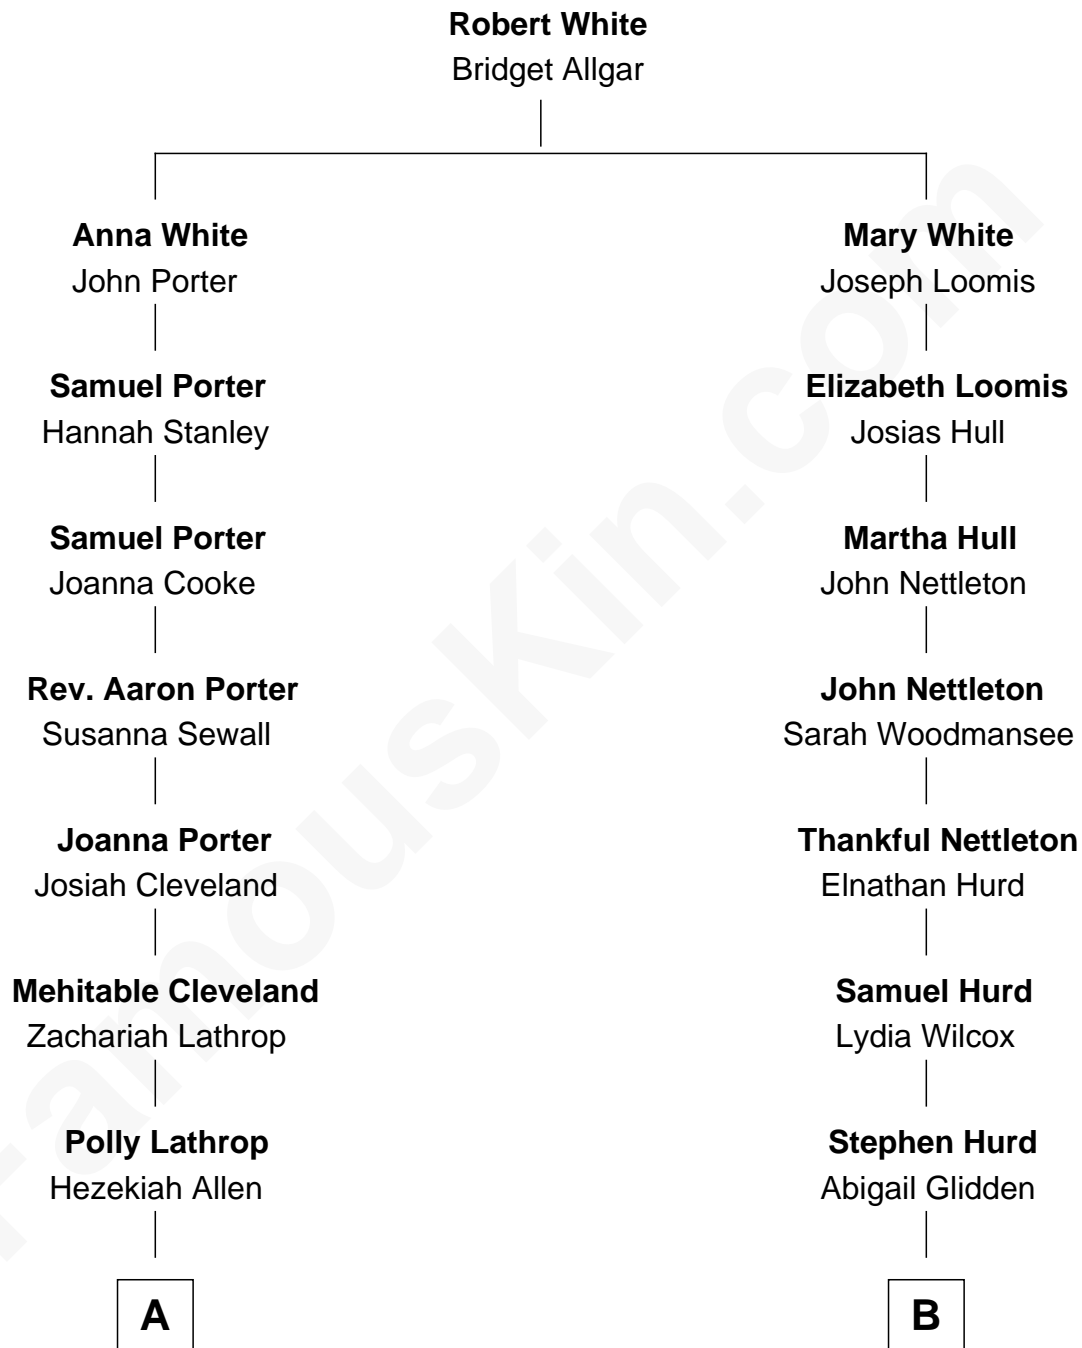 Robert White
Bridget Allgar
Anna White
John Porter
Mary White
Joseph Loomis
Samuel Porter
Hannah Stanley
Elizabeth Loomis
Josias Hull
Samuel Porter
Joanna Cooke
Martha Hull
John Nettleton
Rev. Aaron Porter
Susanna Sewall
John Nettleton
Sarah Woodmansee
Joanna Porter
Josiah Cleveland
Thankful Nettleton
Elnathan Hurd
Mehitable Cleveland
Zachariah Lathrop
Samuel Hurd
Lydia Wilcox
Polly Lathrop
Hezekiah Allen
Stephen Hurd
Abigail Glidden
A
B
FamousKin.com